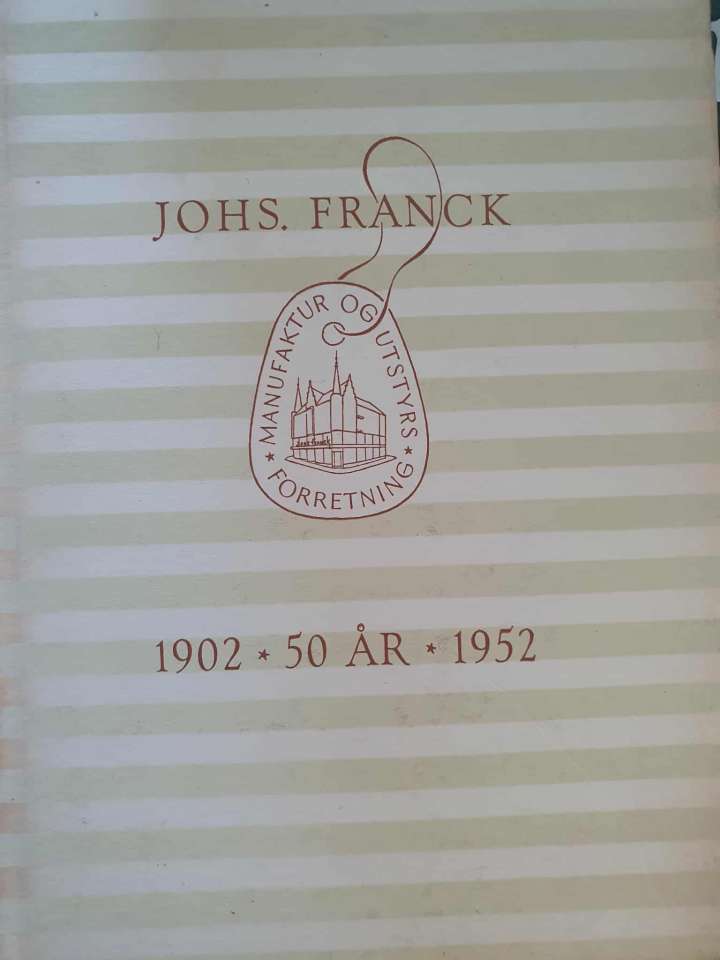 JOHS. FRANCK
MANUFAKTUR OG UTSTYRS
* FORRETNING *
1902 * 50 ÅR * 1952